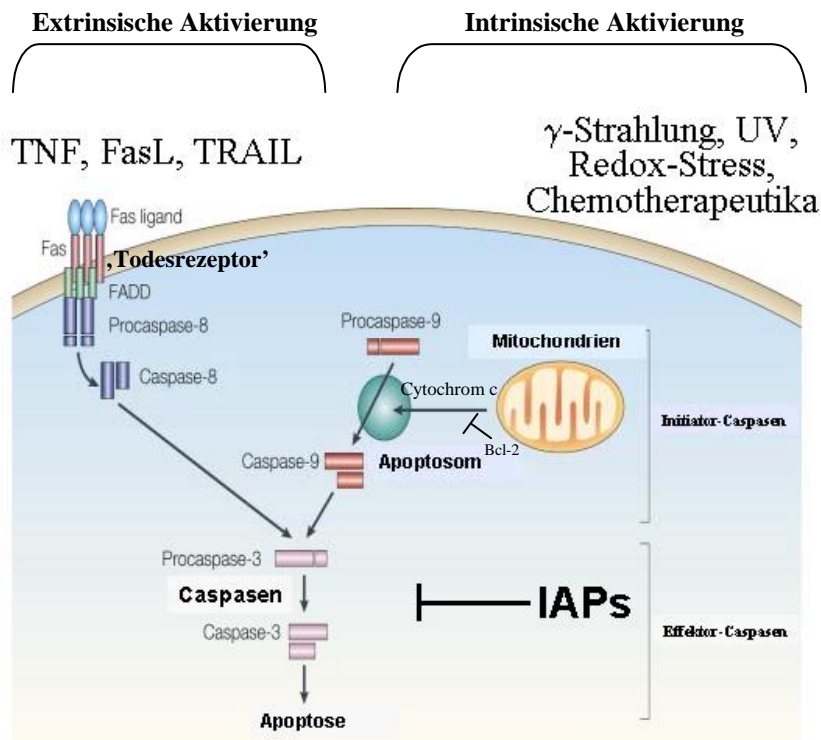 Extrinsische Aktivierung
Intrinsische Aktivierung
TNF, FasL, TRAIL
γ-Strahlung, UV,
Redox-Stress,
Chemotherapeutika
Fas ligand
Fas
‚Todesrezeptor’
FADD
Procaspase-8
Caspase-8
Procaspase-9
Mitochondrien
Cytochrom c
Bcl-2
Initiator-Caspasen
Caspase-9
Apoptosom
Procaspase-3
Caspasen
IAPs
Caspase-3
Effektor-Caspasen
Apoptose